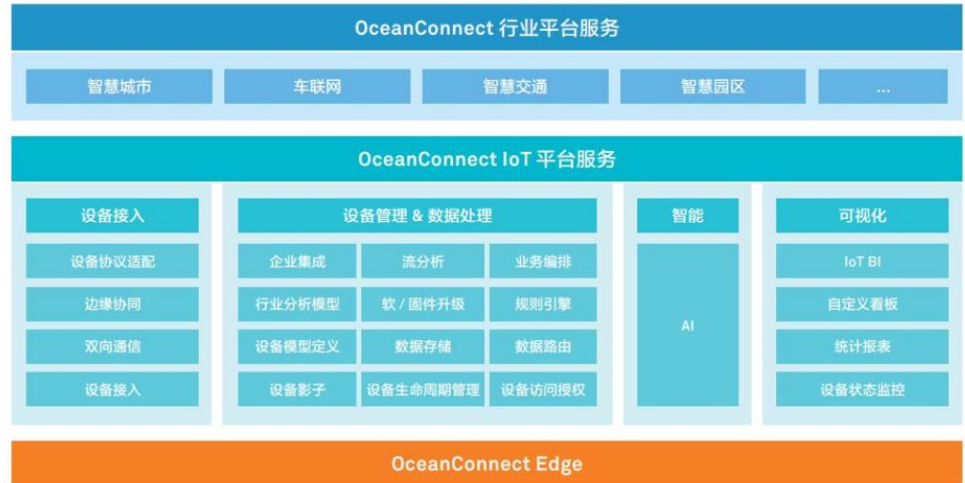 OceanConnect 行业平台服务
智慧城市 车联网 智慧交通 智慧园区 ...
OceanConnect IoT 平台服务
设备接入 设备管理 & 数据处理 智能 可视化
设备协议适配 企业集成 流分析 业务编排 IoT BI
边缘协同 行业分析模型 软 / 固件升级 规则引擎 自定义看板
AI
双向通信 设备模型定义 数据存储 数据路由 统计报表
设备接入 设备影子 设备生命周期管理 设备访问授权 设备状态监控
OceanConnect Edge